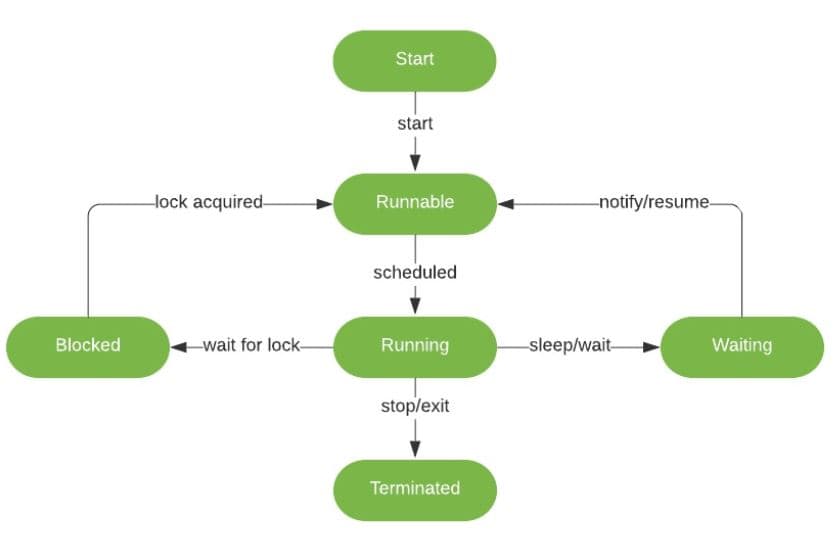 Start
start
lock acquired
Runnable
notify/resume
scheduled
Blocked
wait for lock
Running
sleep/wait
Waiting
stop/exit
Terminated